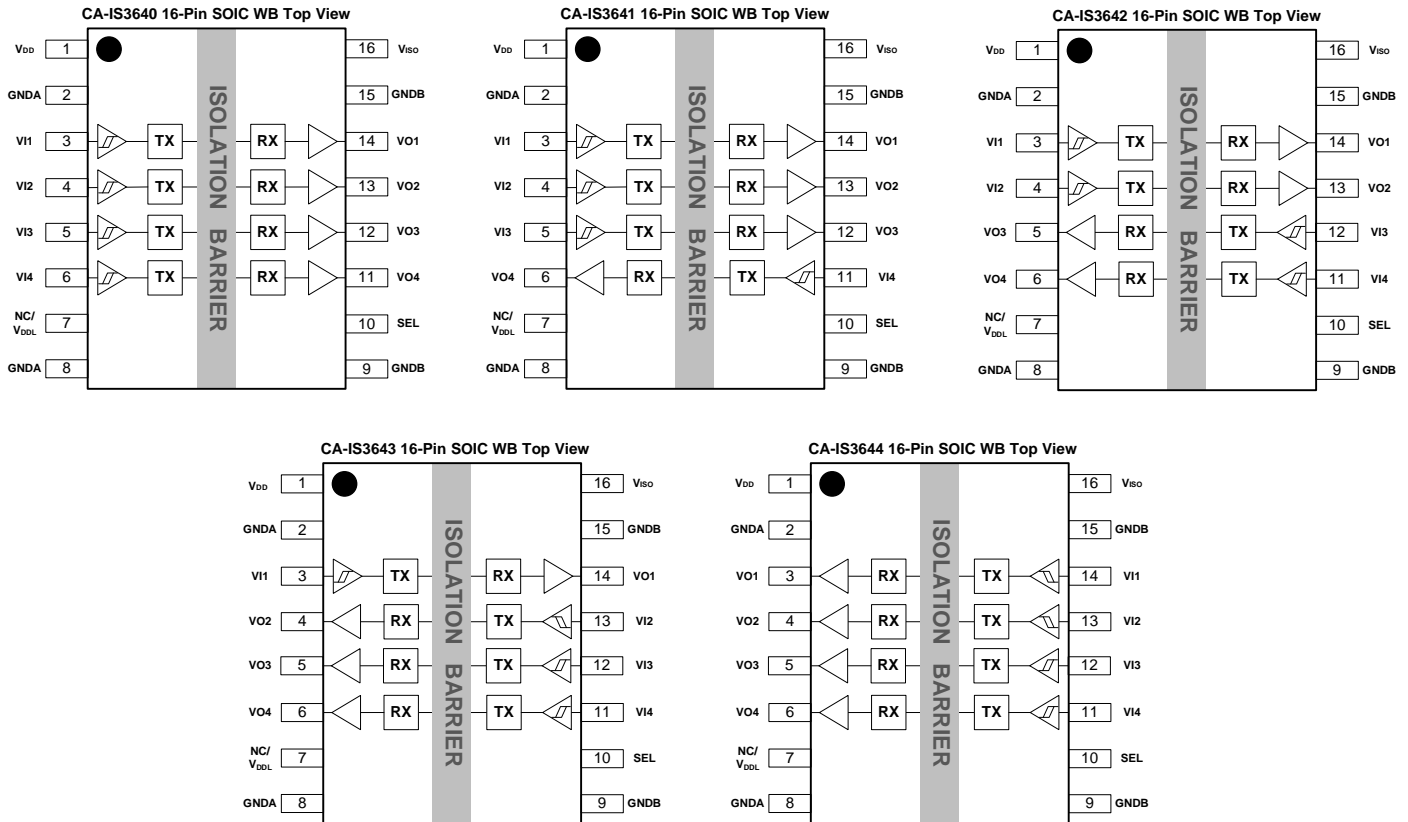 CA-IS3640 16-Pin SOIC WB Top View
VDD 1 16 VISO
GNDA 2 15 GNDB
VI1 3 TX RX 14 VO1
VI2 4 TX RX 13 VO2
VI3 5 TX RX 12 VO3
VI4 6 TX RX 11 VO4
NC/
VDDL 7 10 SEL
GNDA 8 9 GNDB
ISOLATION BARRIER
CA-IS3641 16-Pin SOIC WB Top View
VDD 1 16 VISO
GNDA 2 15 GNDB
VI1 3 TX RX 14 VO1
VI2 4 TX RX 13 VO2
VI3 5 TX RX 12 VO3
VO4 6 RX TX 11 VI4
NC/
VDDL 7 10 SEL
GNDA 8 9 GNDB
ISOLATION BARRIER
CA-IS3642 16-Pin SOIC WB Top View
VDD 1 16 VISO
GNDA 2 15 GNDB
VI1 3 TX RX 14 VO1
VI2 4 TX RX 13 VO2
VO3 5 RX TX 12 VI3
VO4 6 RX TX 11 VI4
NC/
VDDL 7 10 SEL
GNDA 8 9 GNDB
ISOLATION BARRIER
CA-IS3643 16-Pin SOIC WB Top View
VDD 1 16 VISO
GNDA 2 15 GNDB
VI1 3 TX RX 14 VO1
VO2 4 RX TX 13 VI2
VO3 5 RX TX 12 VI3
VO4 6 RX TX 11 VI4
NC/
VDDL 7 10 SEL
GNDA 8 9 GNDB
ISOLATION BARRIER
CA-IS3644 16-Pin SOIC WB Top View
VDD 1 16 VISO
GNDA 2 15 GNDB
VO1 3 RX TX 14 VI1
VO2 4 RX TX 13 VI2
VO3 5 RX TX 12 VI3
VO4 6 RX TX 11 VI4
NC/
VDDL 7 10 SEL
GNDA 8 9 GNDB
ISOLATION BARRIER